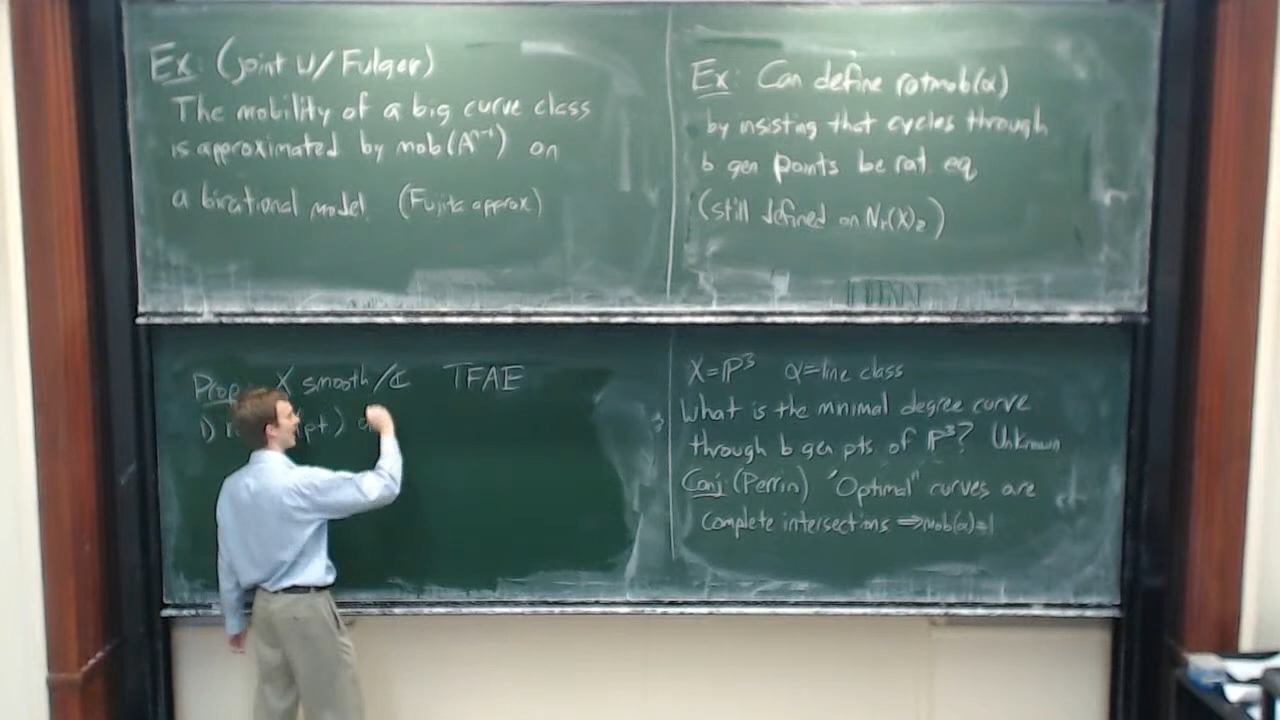 Ex: (joint w/ Fulger)
The mobility of a big curve class
is approximated by mob(Aⁿ⁻¹) on
a birational model (Fujita approx)
Ex: Can define ratmob(α)
by insisting that cycles through
b gen points be rat eq
(still defined on Nₖ(X)_Z)
Prop X smooth/ℂ TFAE
1) (pt)
X=ℙ³ α=line class
What is the minimal degree curve
through b gen pts of ℙ³? Unknown
Conj: (Perrin) "Optimal" curves are
complete intersections ⇒mob(α)=1